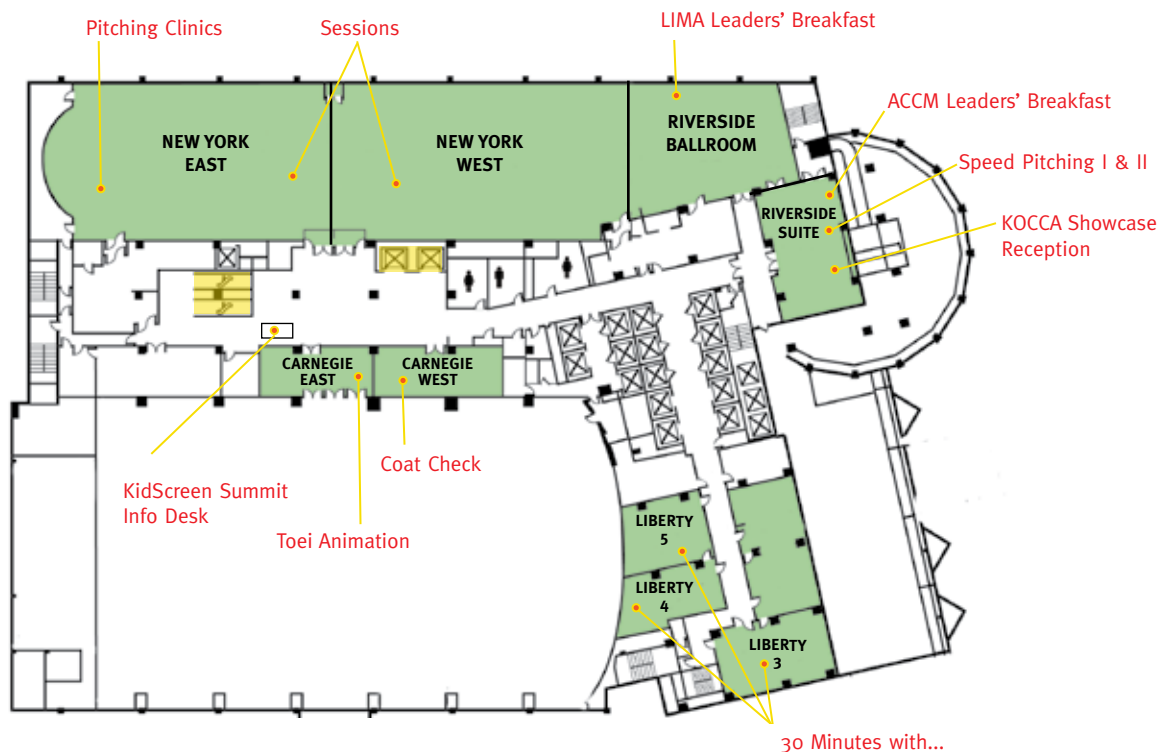 Pitching Clinics
Sessions
LIMA Leaders' Breakfast
ACCM Leaders' Breakfast
Speed Pitching I & II
KOCCA Showcase
Reception
NEW YORK
EAST
NEW YORK
WEST
RIVERSIDE
BALLROOM
RIVERSIDE
SUITE
CARNEGIE
EAST
CARNEGIE
WEST
Coat Check
KidScreen Summit
Info Desk
Toei Animation
LIBERTY
5
LIBERTY
4
LIBERTY
3
30 Minutes with...